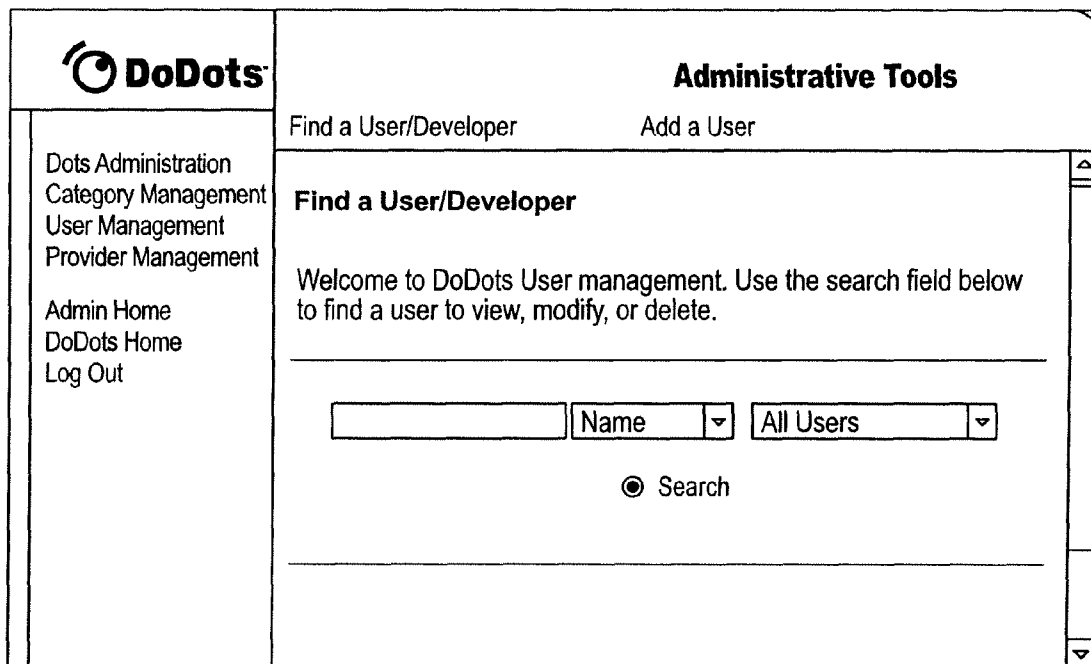 DoDots
Administrative Tools
Find a User/Developer
Add a User
Dots Administration
Category Management
User Management
Provider Management
Admin Home
DoDots Home
Log Out
Find a User/Developer
Welcome to DoDots User management. Use the search field below
to find a user to view, modify, or delete.
Name
All Users
Search